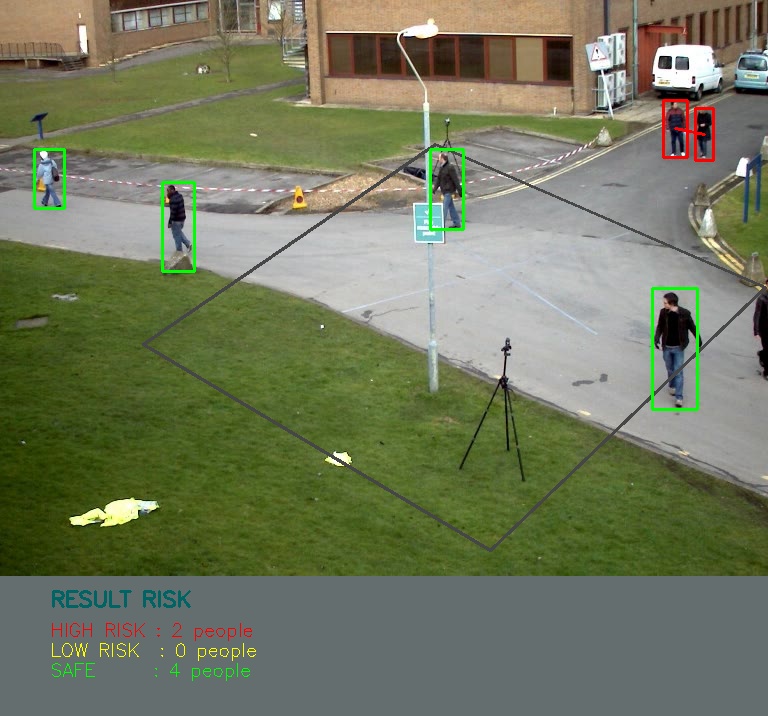 RESULT RISK
HIGH RISK : 2 people
LOW RISK : 0 people
SAFE : 4 people